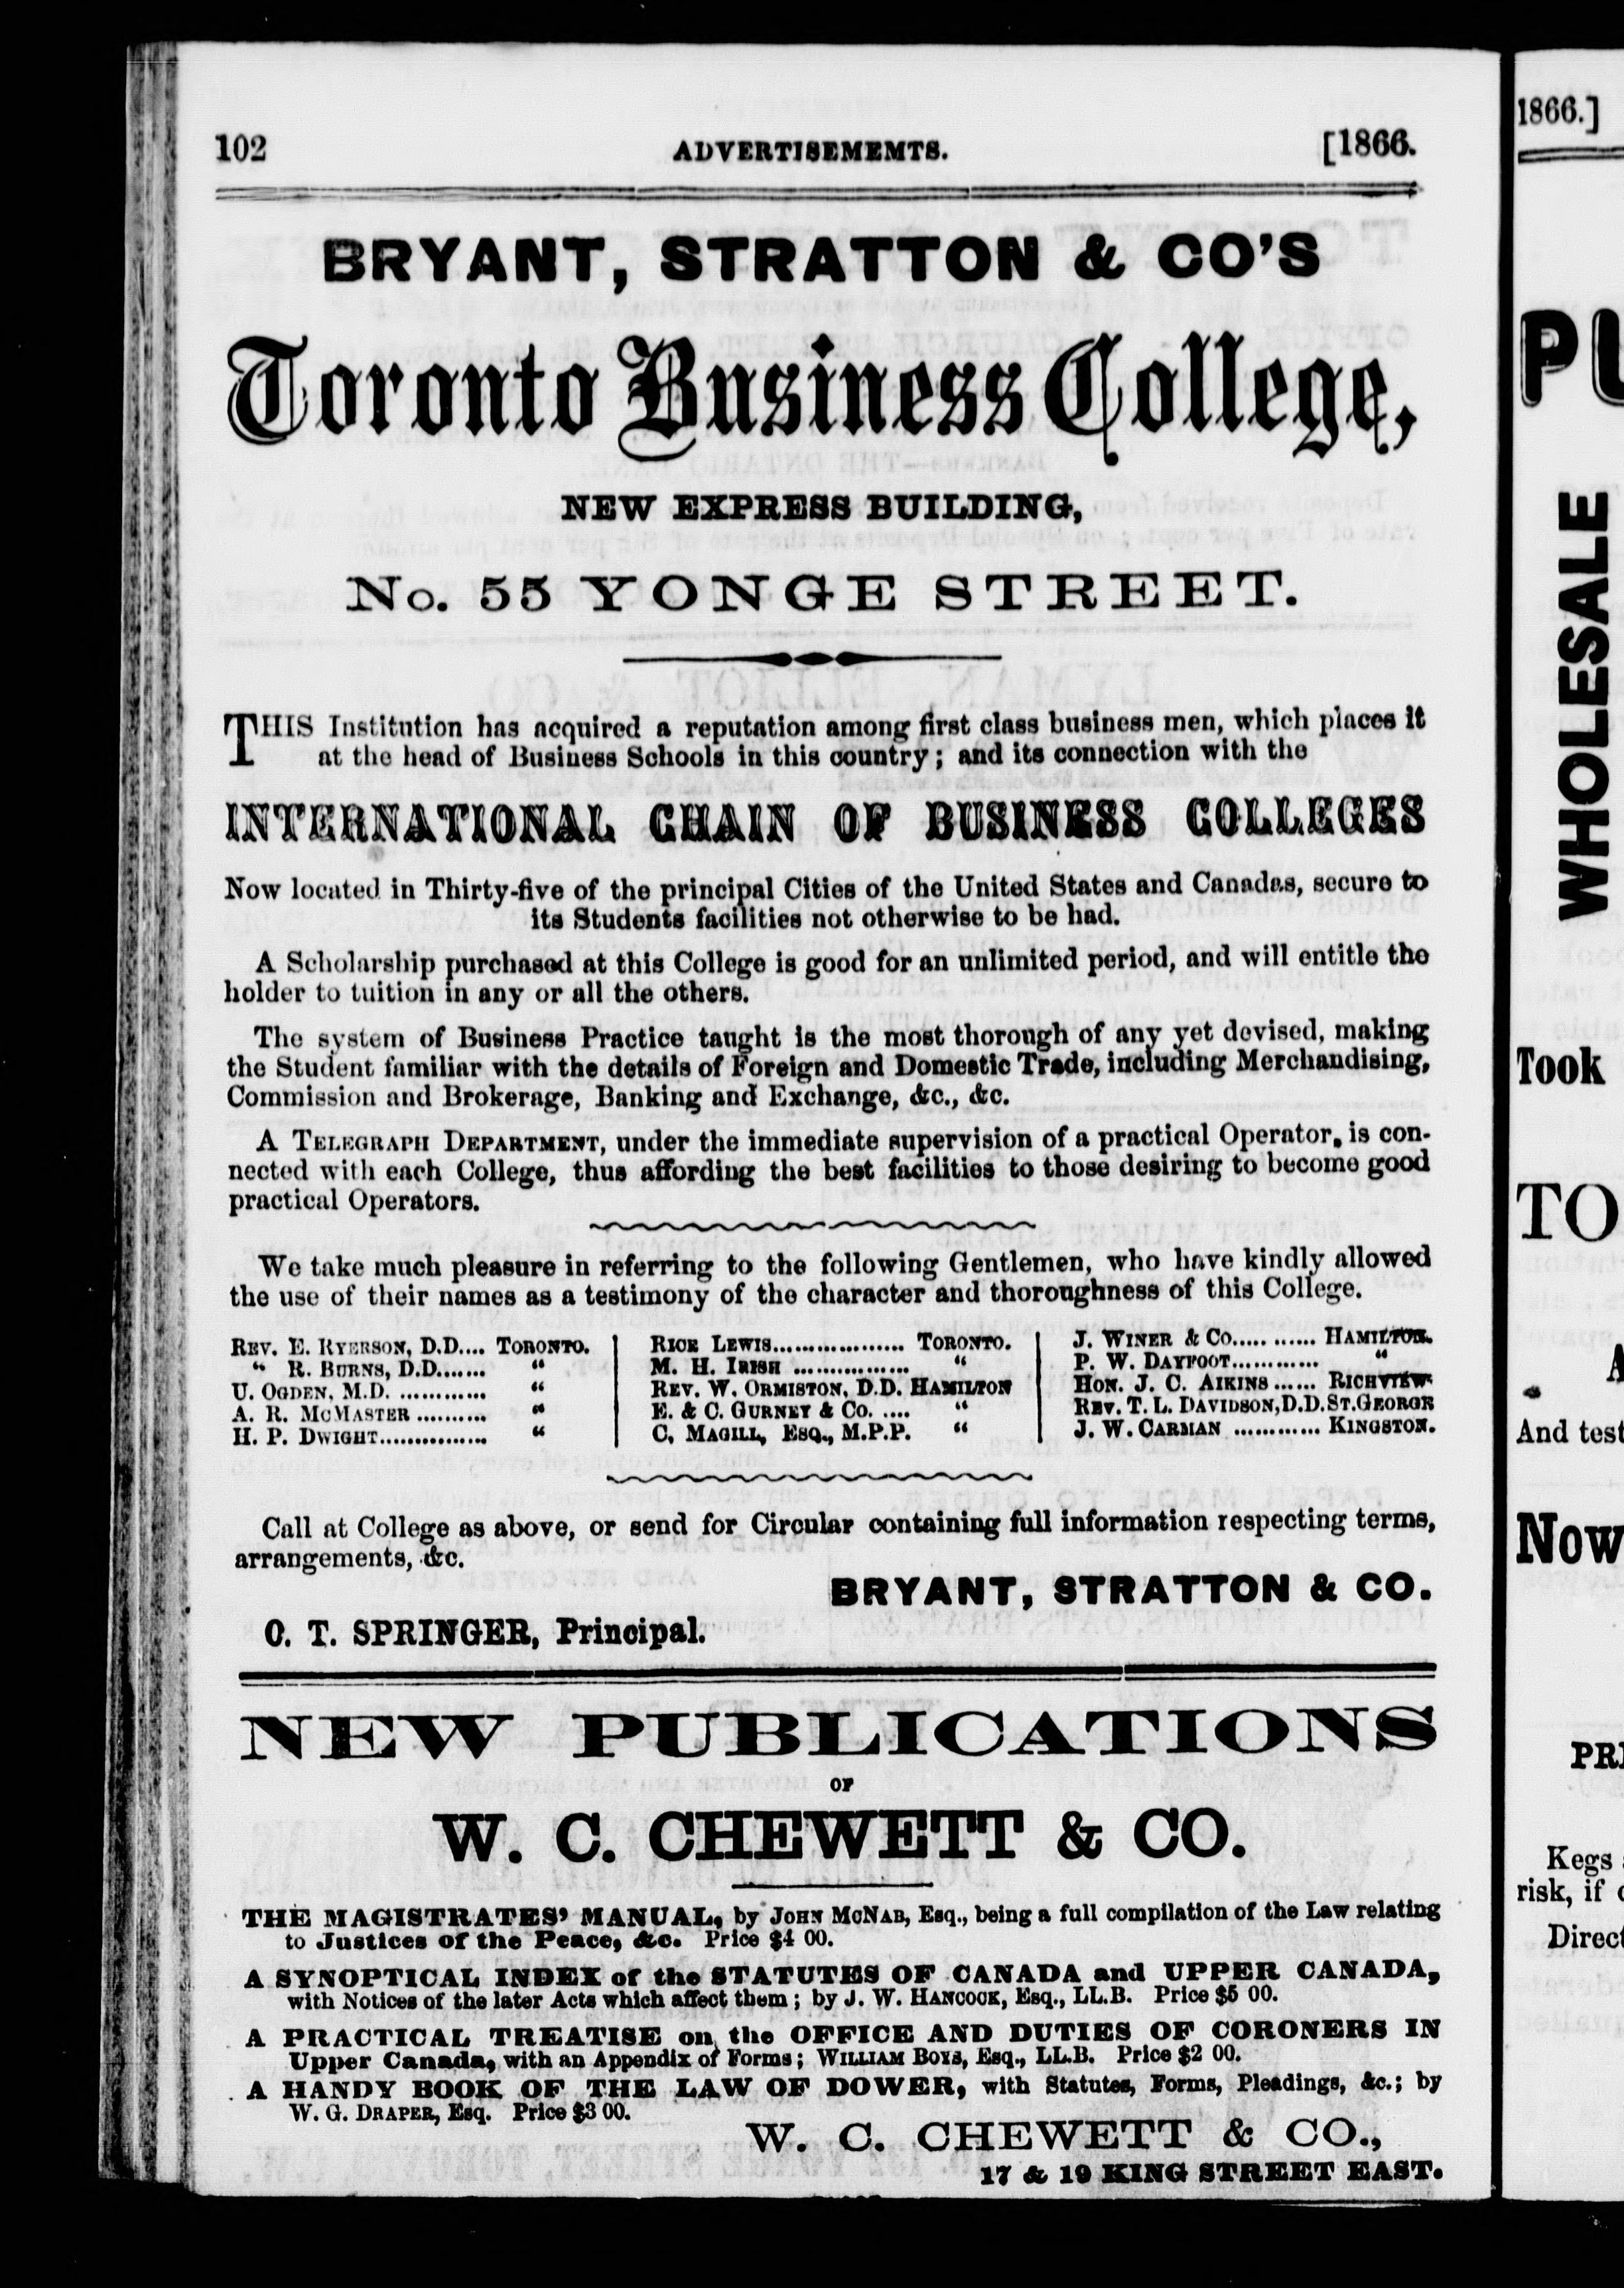 102 ADVERTISEMEMTS. [1866.
BRYANT, STRATTON & CO'S
Toronto Business College,
NEW EXPRESS BUILDING,
No. 55 YONGE STREET.
THIS Institution has acquired a reputation among first class business men, which places it
at the head of Business Schools in this country; and its connection with the
INTERNATIONAL CHAIN OF BUSINESS COLLEGES
Now located in Thirty-five of the principal Cities of the United States and Canadas, secure to
its Students facilities not otherwise to be had.
A Scholarship purchased at this College is good for an unlimited period, and will entitle the
holder to tuition in any or all the others.
The system of Business Practice taught is the most thorough of any yet devised, making
the Student familiar with the details of Foreign and Domestic Trade, including Merchandising,
Commission and Brokerage, Banking and Exchange, &c., &c.
A TELEGRAPH DEPARTMENT, under the immediate supervision of a practical Operator, is con-
nected with each College, thus affording the best facilities to those desiring to become good
practical Operators.
We take much pleasure in referring to the following Gentlemen, who have kindly allowed
the use of their names as a testimony of the character and thoroughness of this College.
REV. E. RYERSON, D.D.... TORONTO.
" R. BURNS, D.D....... "
U. OGDEN, M.D. ............ "
A. R. MCMASTER .......... "
H. P. DWIGHT............... "
RICE LEWIS.................. TORONTO.
M. H. IRISH ................ "
REV. W. ORMISTON, D.D. HAMILTON
E. & C. GURNEY & CO. .... "
C. MAGILL, ESQ., M.P.P. "
J. WINER & CO............ HAMILTON.
P. W. DAYFOOT............ "
HON. J. C. AIKINS ...... RICHVIEW
REV. T. L. DAVIDSON, D.D. ST. GEORGE
J. W. CARMAN ............ KINGSTON.
Call at College as above, or send for Circular containing full information respecting terms,
arrangements, &c.
BRYANT, STRATTON & CO.
C. T. SPRINGER, Principal.
NEW PUBLICATIONS
OF
W. C. CHEWETT & CO.
THE MAGISTRATES' MANUAL, by JOHN MCNAB, Esq., being a full compilation of the Law relating
to Justices of the Peace, &c. Price $4 00.
A SYNOPTICAL INDEX of the STATUTES OF CANADA and UPPER CANADA,
with Notices of the later Acts which affect them; by J. W. HANCOCK, Esq., LL.B. Price $5 00.
A PRACTICAL TREATISE on the OFFICE AND DUTIES OF CORONERS IN
Upper Canada, with an Appendix of Forms; WILLIAM BOYS, Esq., LL.B. Price $2 00.
A HANDY BOOK OF THE LAW OF DOWER, with Statutes, Forms, Pleadings, &c.; by
W. G. DRAPER, Esq. Price $3 00.
W. C. CHEWETT & CO.,
17 & 19 KING STREET EAST.
1866.]
PU
WHOLESALE
Took
TO
A
And test
Now
PRI
Kegs
risk, if
Direct